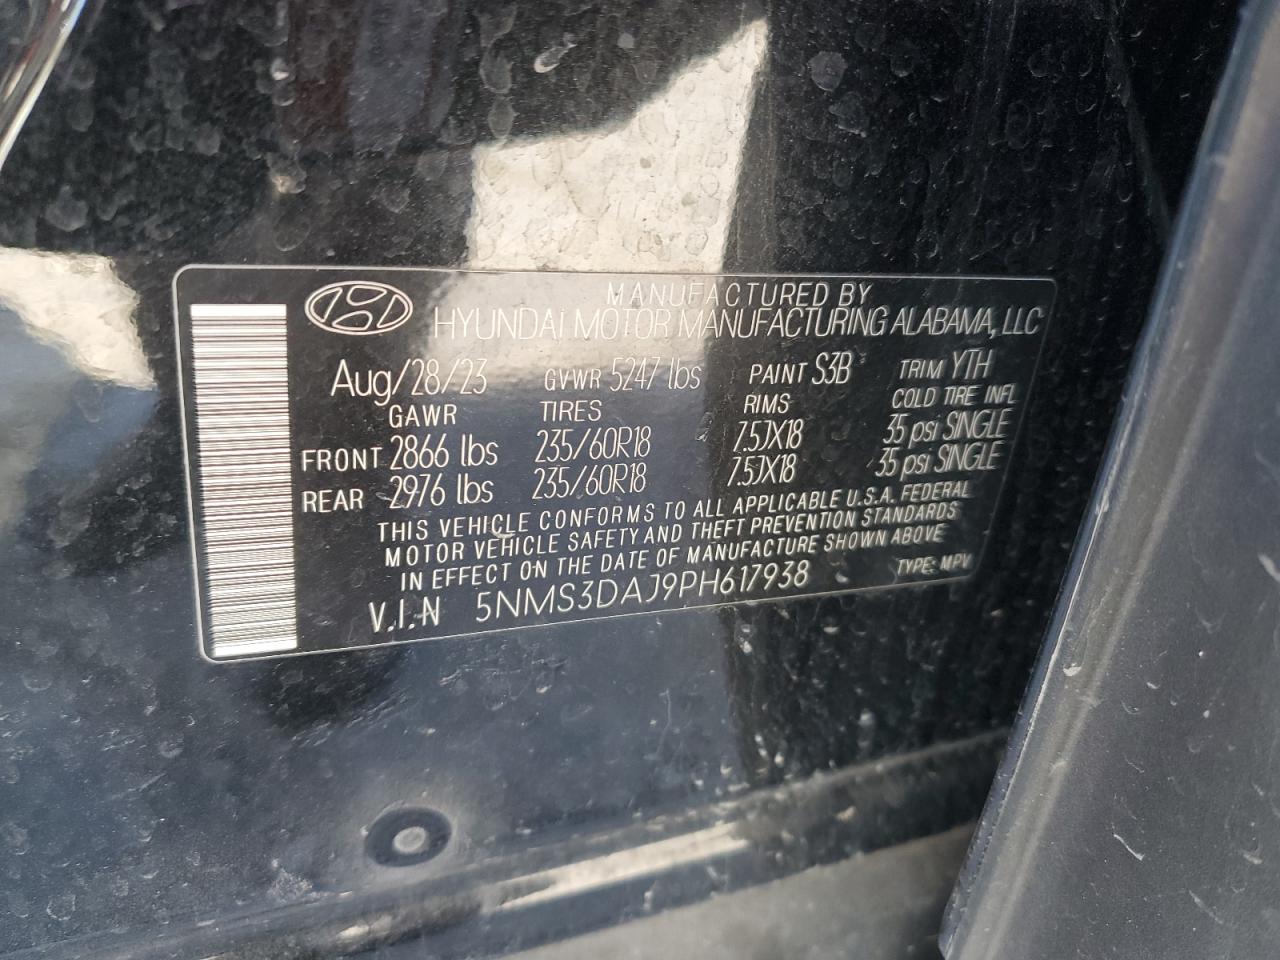 MANUFACTURED BY
HYUNDAI MOTOR MANUFACTURING ALABAMA, LLC
Aug/28/23 GVWR 5247 lbs PAINT S3B TRIM YTH
GAWR TIRES RIMS COLD TIRE INFL
FRONT 2866 lbs 235/60R18 7.5JX18 35 psi SINGLE
REAR 2976 lbs 235/60R18 7.5JX18 35 psi SINGLE
THIS VEHICLE CONFORMS TO ALL APPLICABLE U.S.A. FEDERAL
MOTOR VEHICLE SAFETY AND THEFT PREVENTION STANDARDS
IN EFFECT ON THE DATE OF MANUFACTURE SHOWN ABOVE
V.I.N 5NMS3DAJ9PH617938 TYPE: MPV